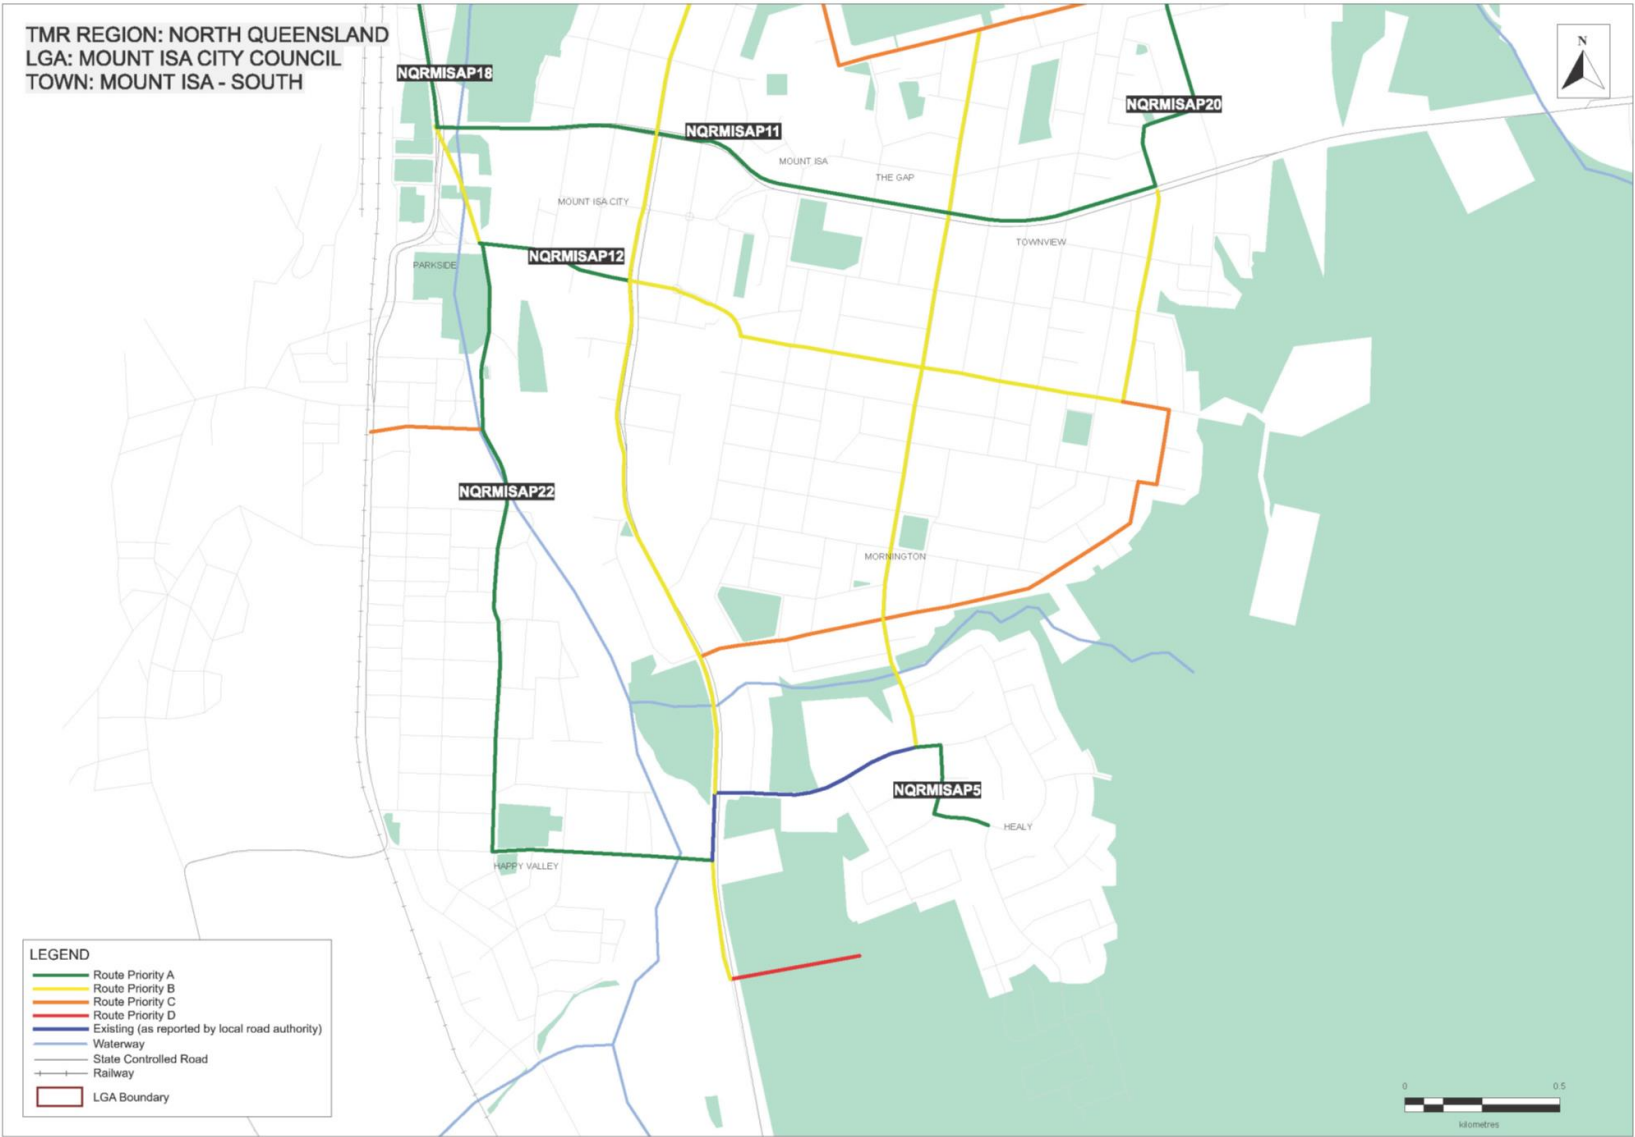 TMR REGION: NORTH QUEENSLAND
LGA: MOUNT ISA CITY COUNCIL
TOWN: MOUNT ISA - SOUTH
N
NQRMISAP18
NQRMISAP20
NQRMISAP11
MOUNT ISA
THE GAP
MOUNT ISA CITY
TOWNVIEW
NQRMISAP12
PARKSIDE
NQRMISAP22
MORNINGTON
NQRMISAP5
HEALY
HAPPY VALLEY
LEGEND
Route Priority A
Route Priority B
Route Priority C
Route Priority D
Existing (as reported by local road authority)
Waterway
State Controlled Road
Railway
LGA Boundary
0 0.5
kilometres